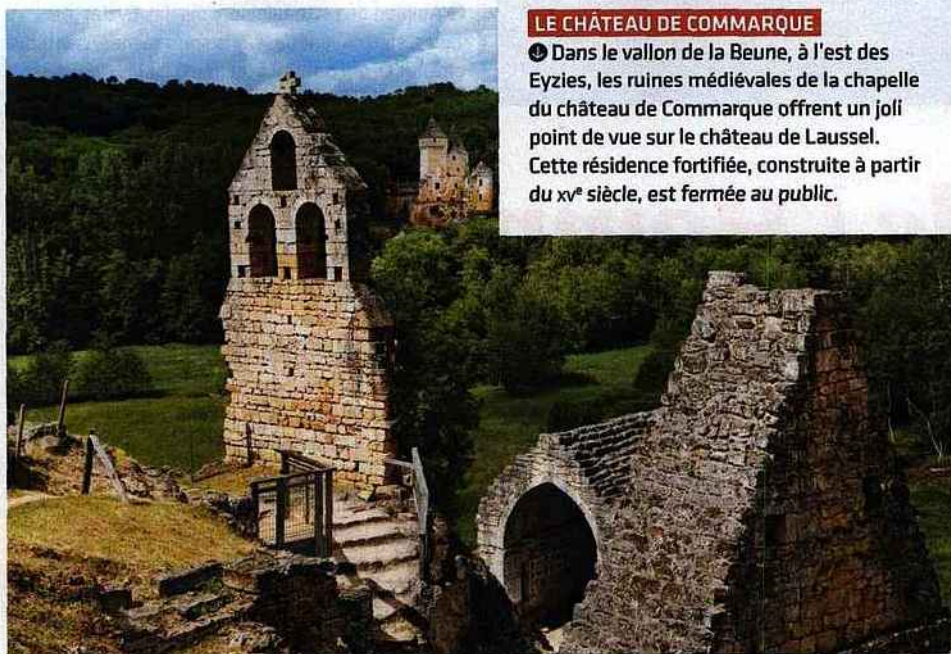 LE CHÂTEAU DE COMMARQUE
Dans le vallon de la Beune, à l'est des
Eyzies, les ruines médiévales de la chapelle
du château de Commarque offrent un joli
point de vue sur le château de Laussel.
Cette résidence fortifiée, construite à partir
du XVe siècle, est fermée au public.